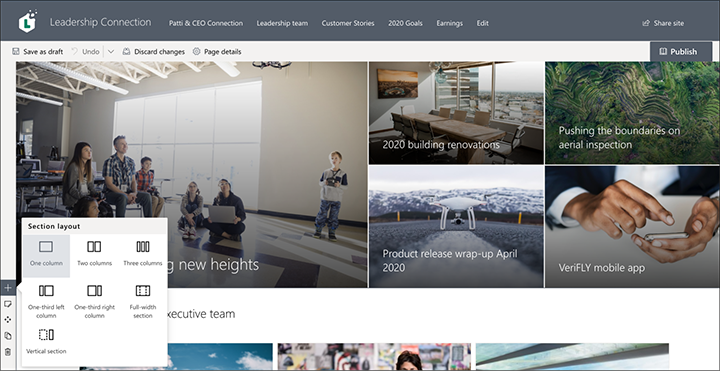 Leadership Connection
Patti & CEO Connection
Leadership team
Customer Stories
2020 Goals
Earnings
Edit
Share site
Save as draft
Undo
Discard changes
Page details
Publish
2020 building renovations
Pushing the boundaries on
aerial inspection
g new heights
Product release wrap-up April
2020
VeriFLY mobile app
Section layout
One column
Two columns
Three columns
One-third left
column
One-third right
column
Full-width
section
Vertical section
xecutive team